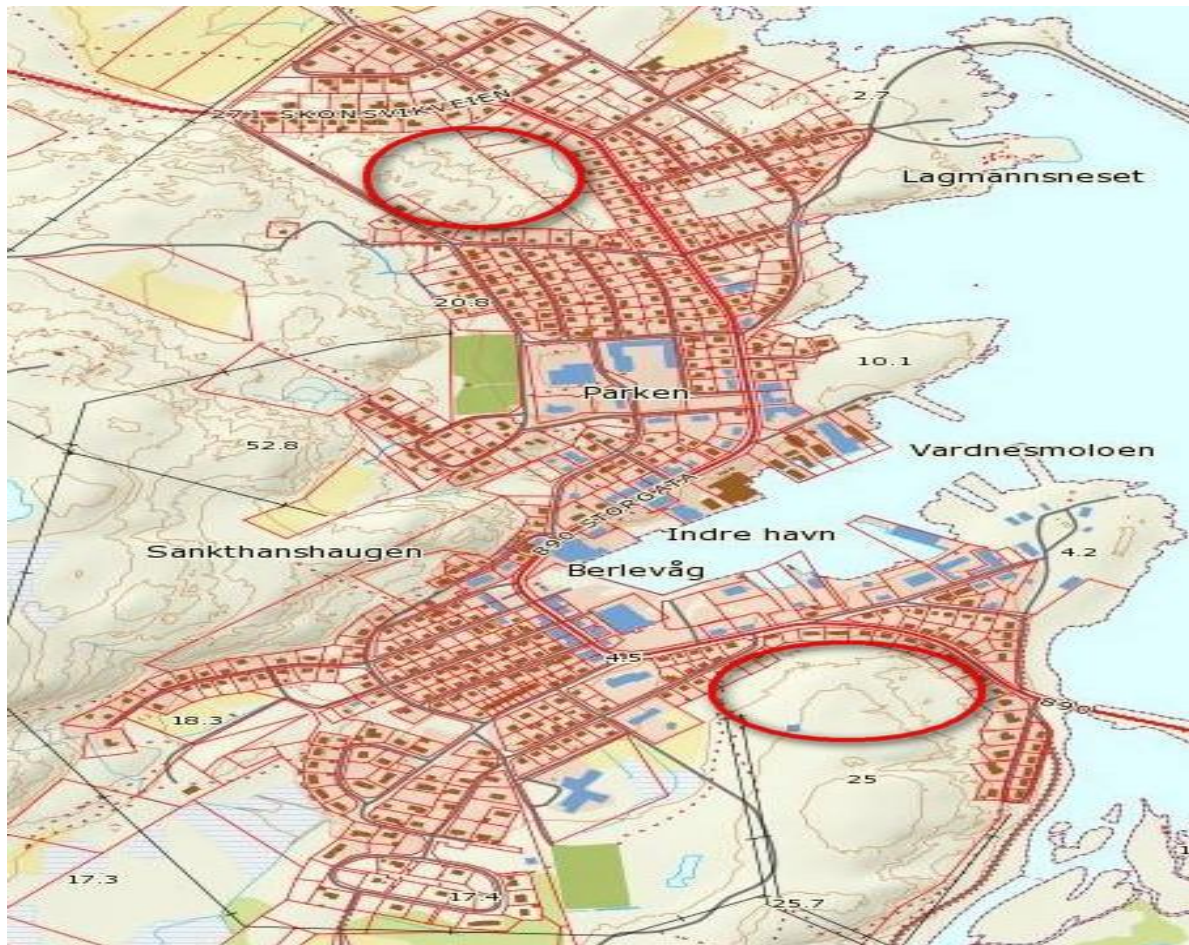 2.7
27.1 SKONSVIKVEIEN
Lagmannsneset
20.8
10.1
Parken
52.8
Vardnesmoloen
890 STORGATA
Indre havn
Sankthanshaugen
4.2
Berlevåg
4.5
890
18.3
25
17.3
17.4
25.7